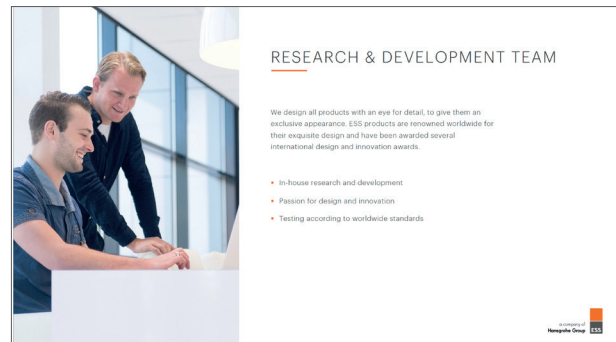 RESEARCH & DEVELOPMENT TEAM
We design all products with an eye for detail, to give them an
exclusive appearance. ESS products are renowned worldwide for
their exquisite design and have been awarded several
international design and innovation awards.
• In-house research and development
• Passion for design and innovation
• Testing according to worldwide standards
a company of
Hansgrohe Group ESS